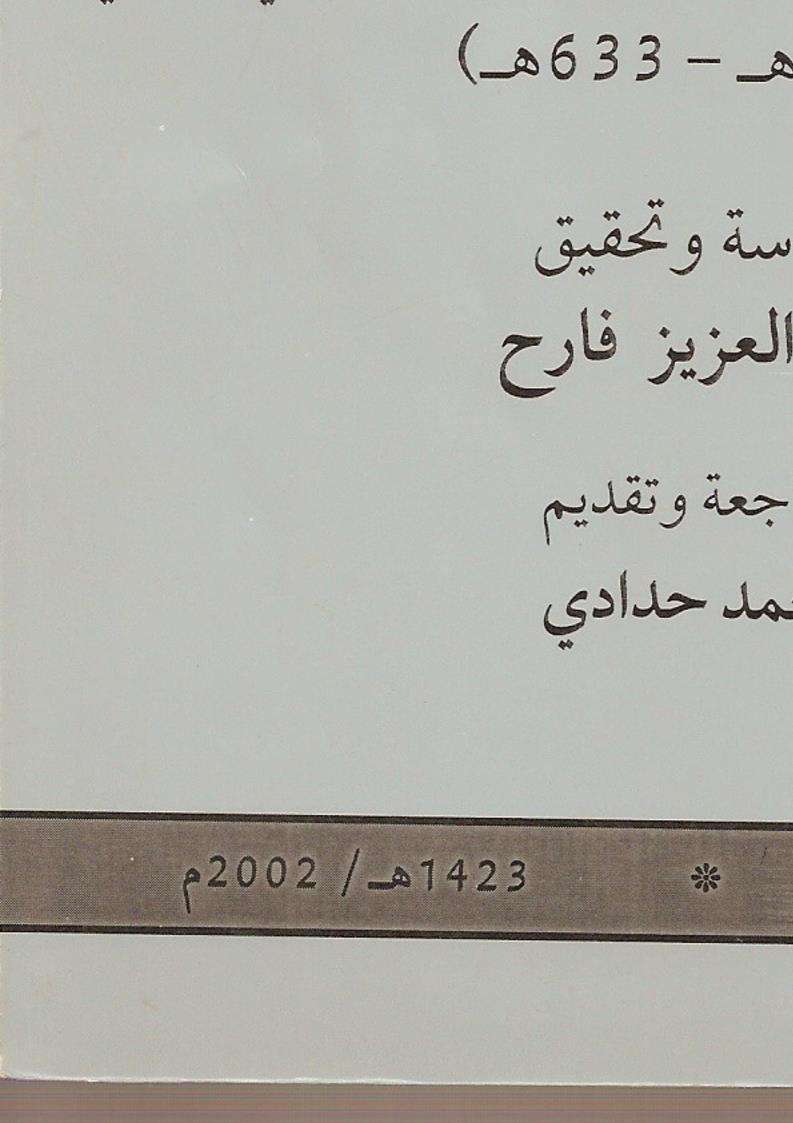 هـ – 633هـ)
سة وتحقيق
العزيز فارح
جعة وتقديم
مد حدادي
❊ 1423هـ/ 2002م